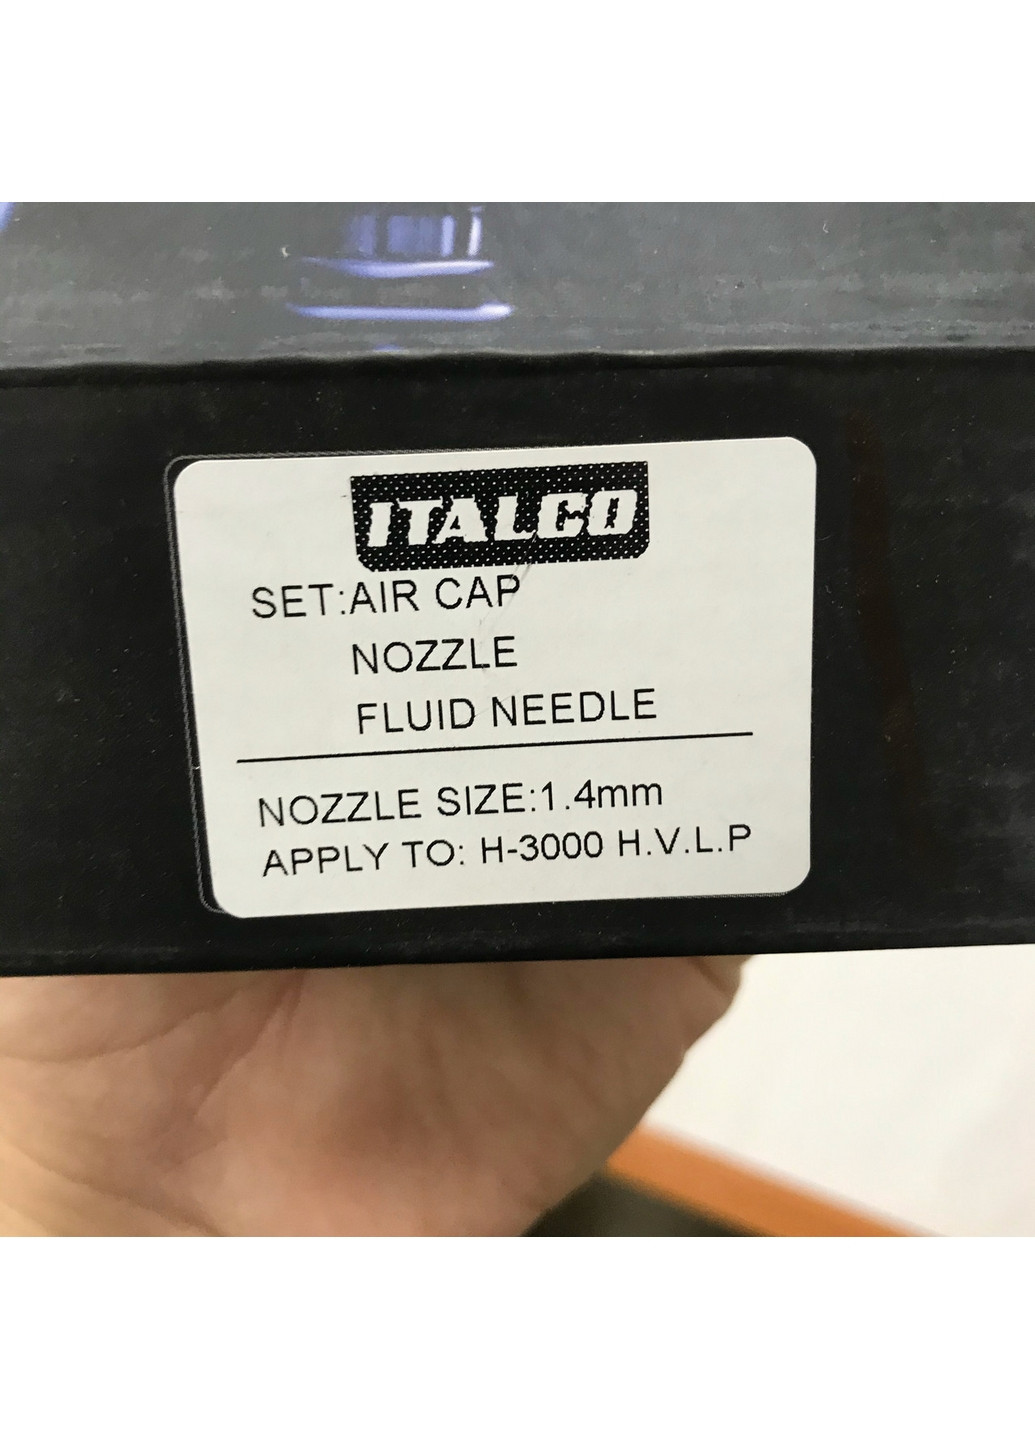 ITALCO
SET:AIR CAP
NOZZLE
FLUID NEEDLE
NOZZLE SIZE:1.4mm
APPLY TO: H-3000 H.V.L.P